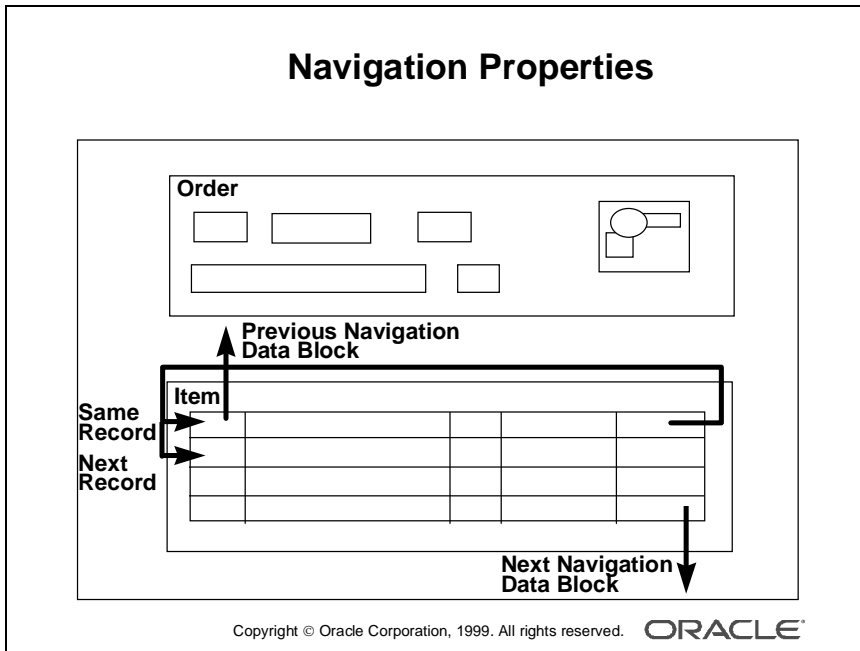 Navigation Properties
Order
Previous Navigation
Data Block
Item
Same
Record
Next
Record
Next Navigation
Data Block
Copyright © Oracle Corporation, 1999. All rights reserved.
ORACLE®